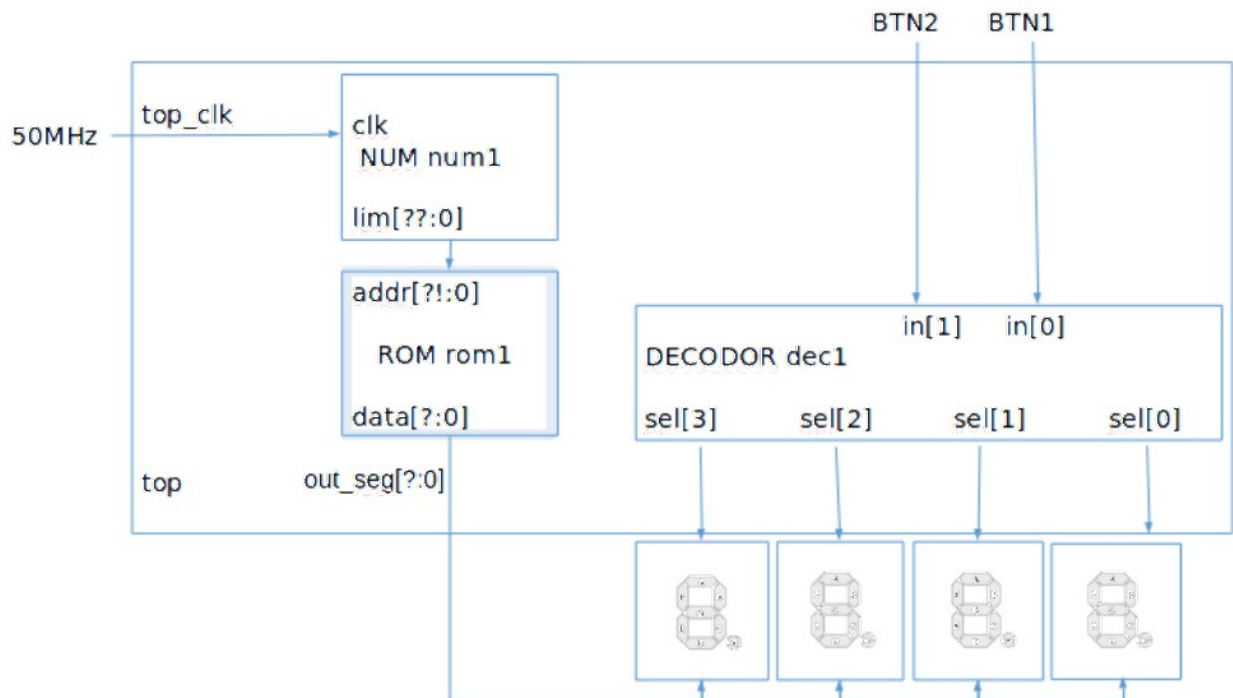 BTN2 BTN1
top_clk
50MHz
clk
NUM num1
lim[??:0]
addr[?!:0]
ROM rom1
data[?:0]
in[1] in[0]
DECODOR dec1
sel[3] sel[2] sel[1] sel[0]
top
out_seg[?:0]